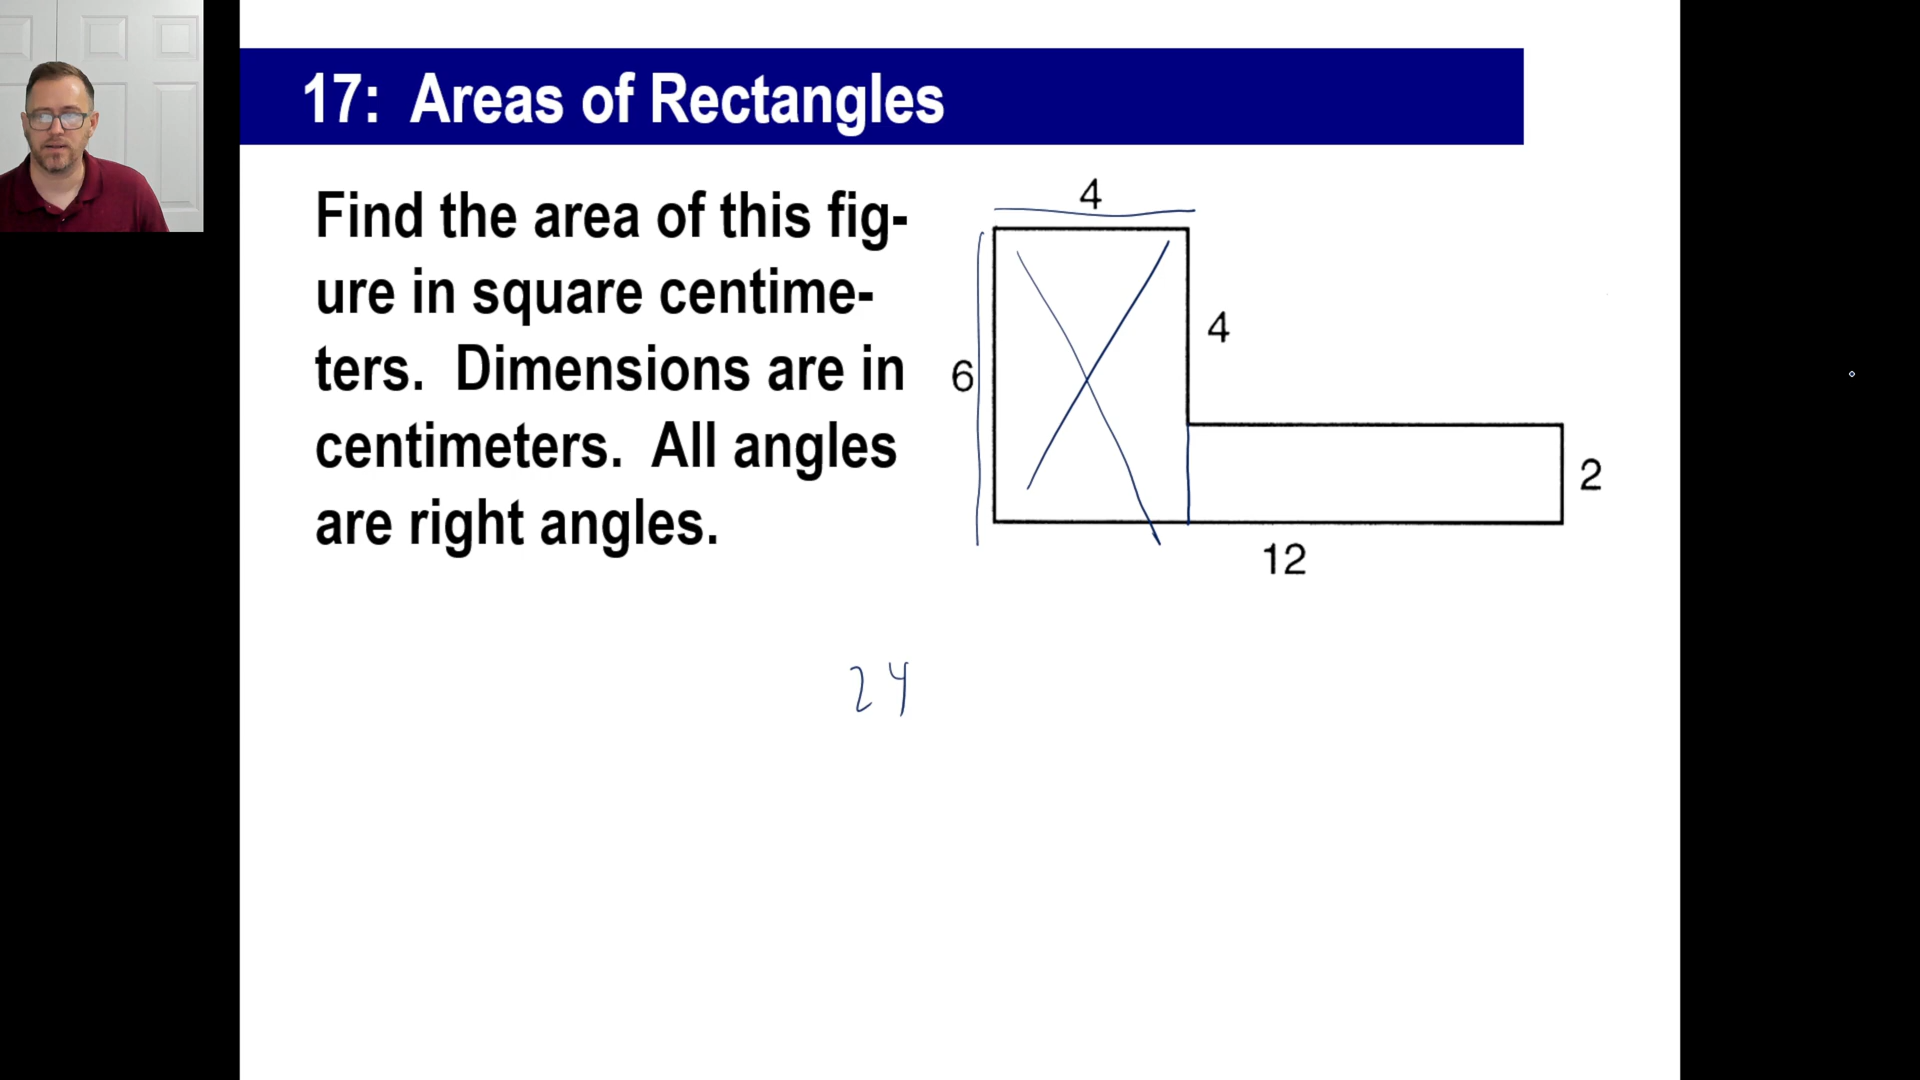 17: Areas of Rectangles
Find the area of this fig-
ure in square centime-
ters. Dimensions are in
centimeters. All angles
are right angles.
4
4
6
2
12
24